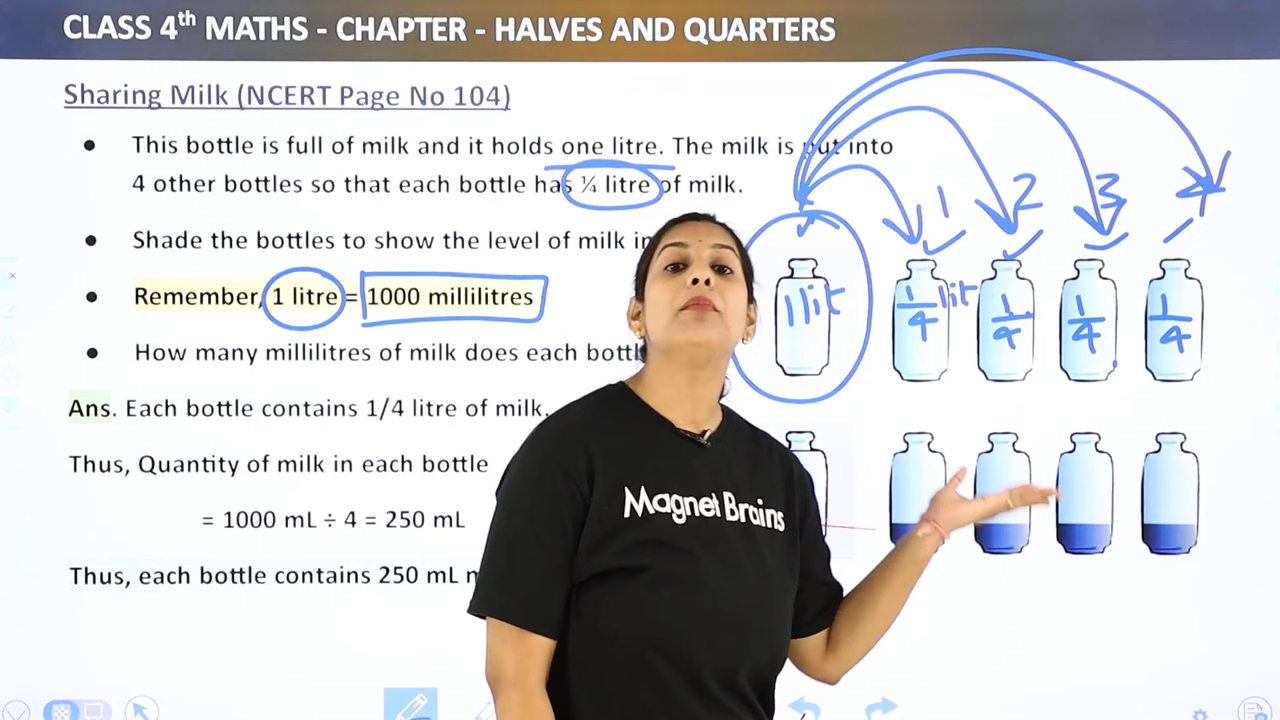 CLASS 4th MATHS - CHAPTER - HALVES AND QUARTERS
Sharing Milk (NCERT Page No 104)
• This bottle is full of milk and it holds one litre. The milk is put into
4 other bottles so that each bottle has ¼ litre of milk.
• Shade the bottles to show the level of milk in
• Remember, 1 litre = 1000 millilitres
• How many millilitres of milk does each bottl
Ans. Each bottle contains 1/4 litre of milk.
Thus, Quantity of milk in each bottle
= 1000 mL ÷ 4 = 250 mL
Thus, each bottle contains 250 mL m
1 2 3 4
1 lit 1/4 lit 1/4 1/4 1/4
Magnet Brains